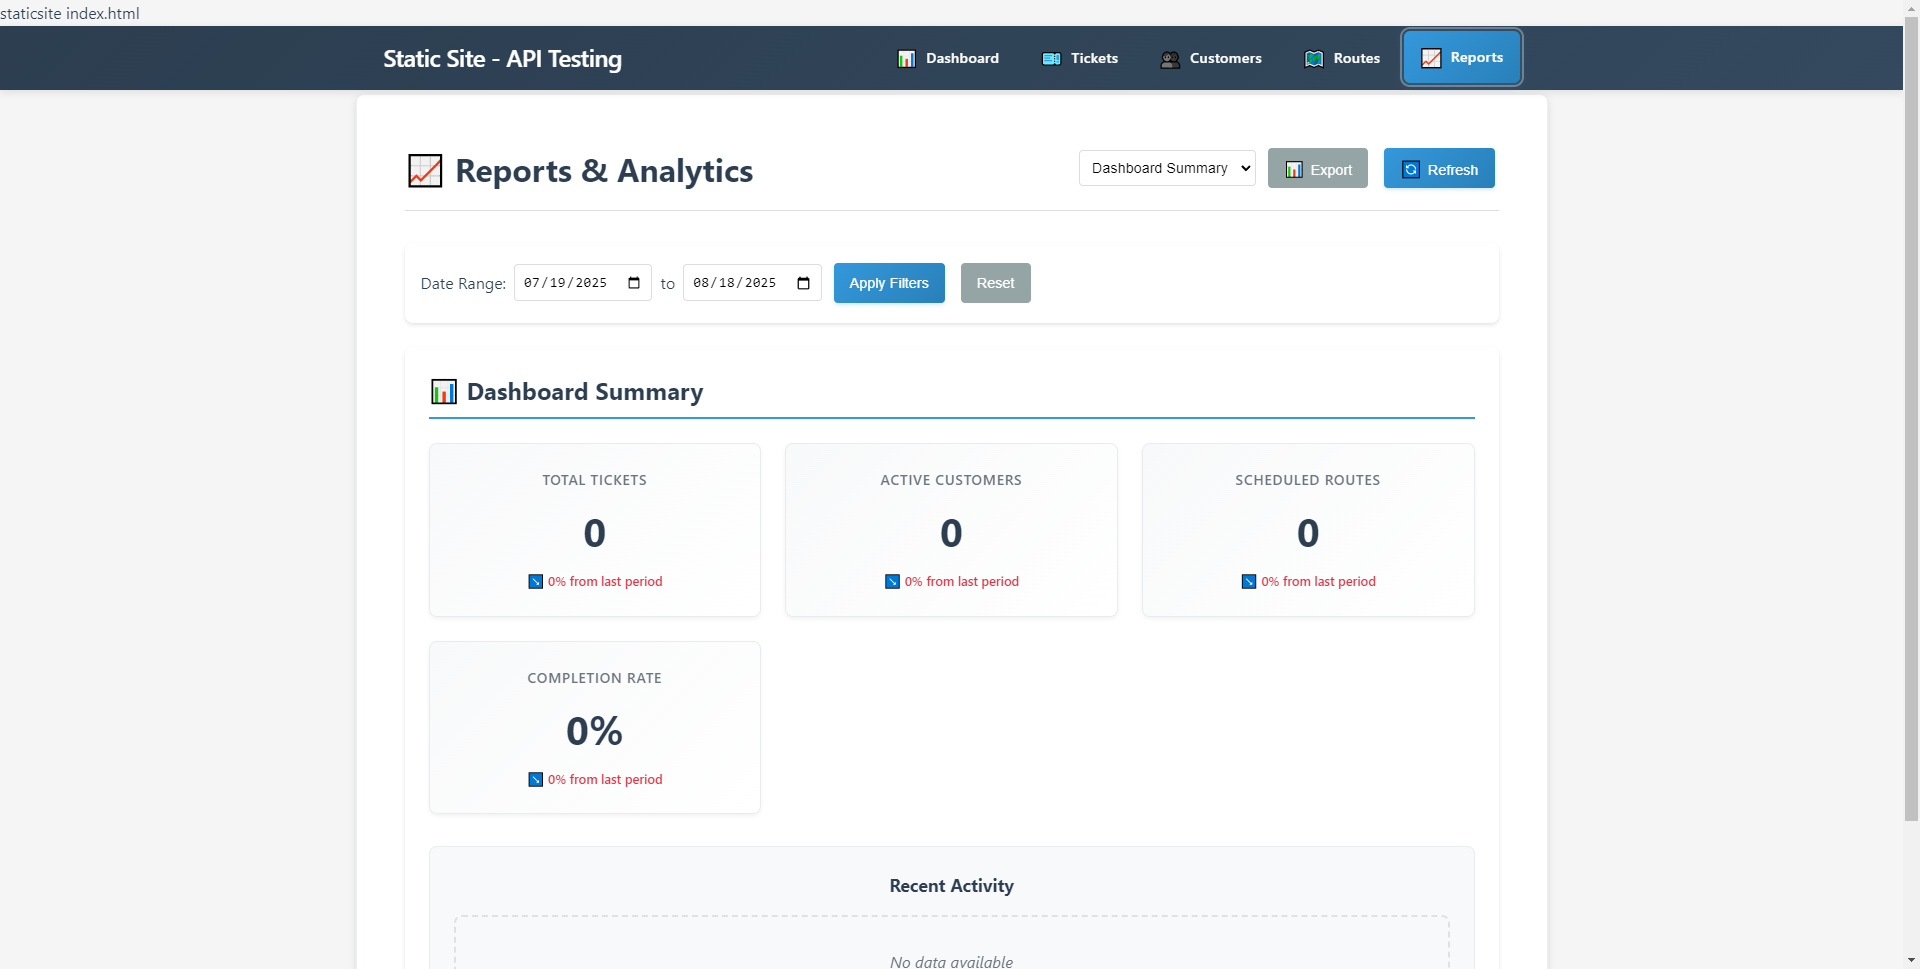 staticsite index.html
Static Site - API Testing
Dashboard
Tickets
Customers
Routes
Reports
Reports & Analytics
Dashboard Summary
Export
Refresh
Date Range: 07/19/2025 to 08/18/2025
Apply Filters
Reset
Dashboard Summary
TOTAL TICKETS
0
0% from last period
ACTIVE CUSTOMERS
0
0% from last period
SCHEDULED ROUTES
0
0% from last period
COMPLETION RATE
0%
0% from last period
Recent Activity
No data available